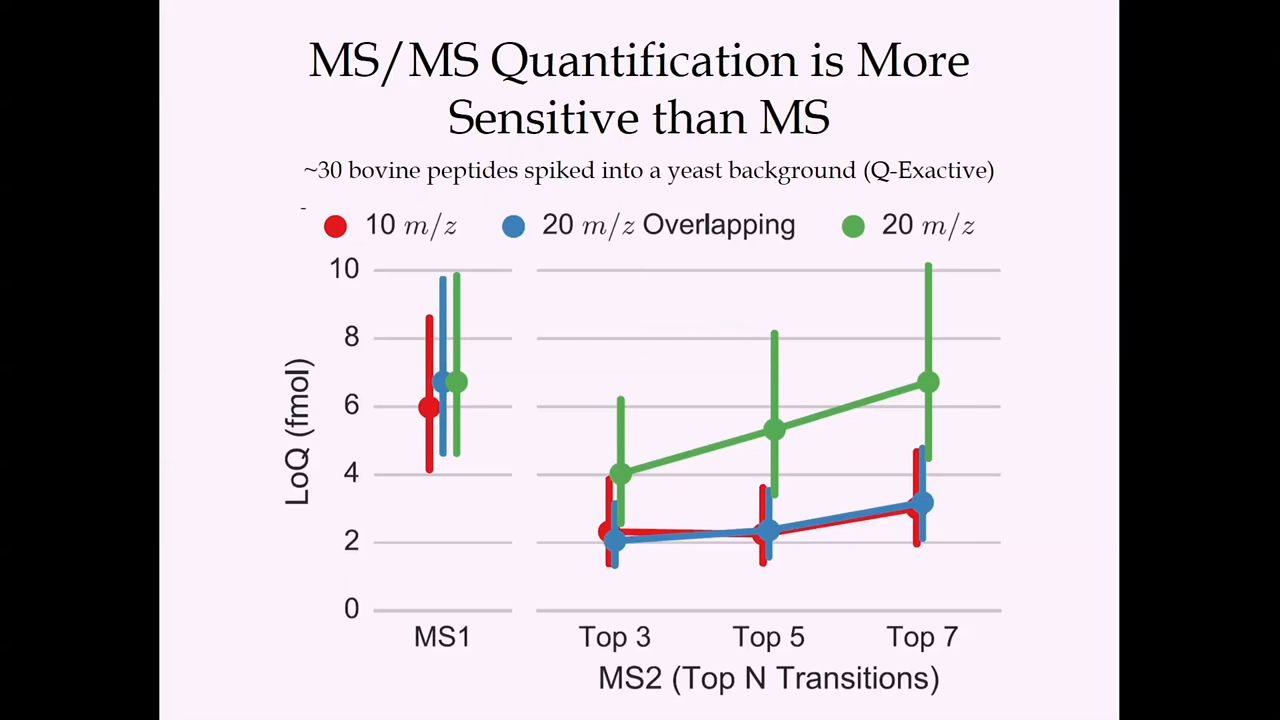 MS/MS Quantification is More
Sensitive than MS
~30 bovine peptides spiked into a yeast background (Q-Exactive)
-
10 m/z 20 m/z Overlapping 20 m/z
10
8
6
4
2
0
LoQ (fmol)
MS1 Top 3 Top 5 Top 7
MS2 (Top N Transitions)